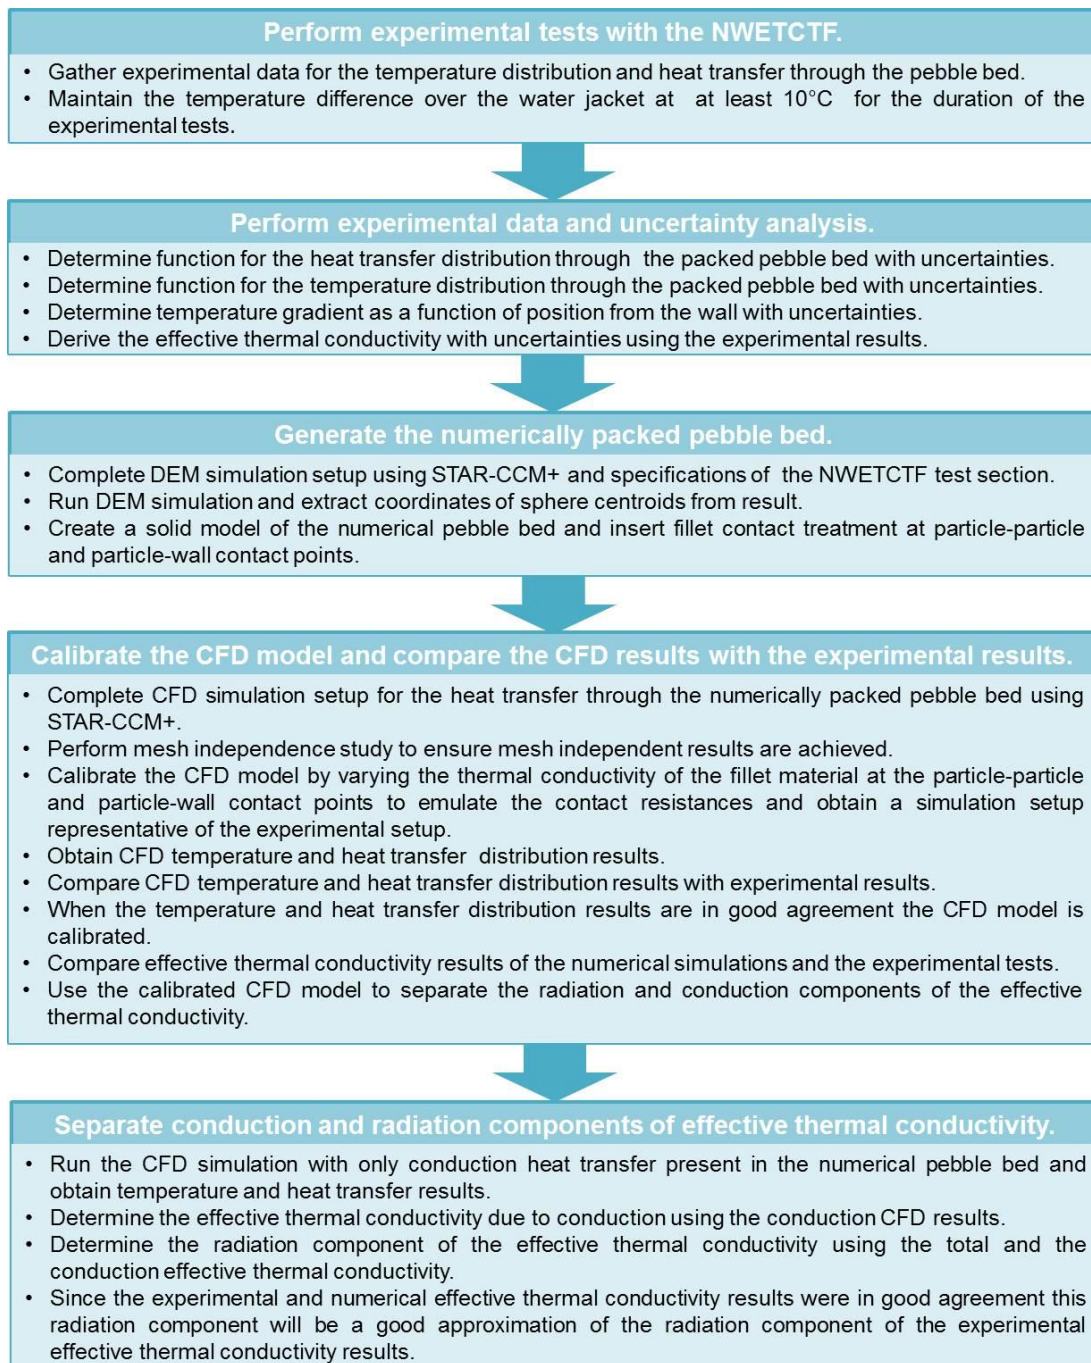 Perform experimental tests with the NWETCTF.
• Gather experimental data for the temperature distribution and heat transfer through the pebble bed.
• Maintain the temperature difference over the water jacket at at least 10°C for the duration of the
experimental tests.
Perform experimental data and uncertainty analysis.
• Determine function for the heat transfer distribution through the packed pebble bed with uncertainties.
• Determine function for the temperature distribution through the packed pebble bed with uncertainties.
• Determine temperature gradient as a function of position from the wall with uncertainties.
• Derive the effective thermal conductivity with uncertainties using the experimental results.
Generate the numerically packed pebble bed.
• Complete DEM simulation setup using STAR-CCM+ and specifications of the NWETCTF test section.
• Run DEM simulation and extract coordinates of sphere centroids from result.
• Create a solid model of the numerical pebble bed and insert fillet contact treatment at particle-particle
and particle-wall contact points.
Calibrate the CFD model and compare the CFD results with the experimental results.
• Complete CFD simulation setup for the heat transfer through the numerically packed pebble bed using
STAR-CCM+.
• Perform mesh independence study to ensure mesh independent results are achieved.
• Calibrate the CFD model by varying the thermal conductivity of the fillet material at the particle-particle
and particle-wall contact points to emulate the contact resistances and obtain a simulation setup
representative of the experimental setup.
• Obtain CFD temperature and heat transfer distribution results.
• Compare CFD temperature and heat transfer distribution results with experimental results.
• When the temperature and heat transfer distribution results are in good agreement the CFD model is
calibrated.
• Compare effective thermal conductivity results of the numerical simulations and the experimental tests.
• Use the calibrated CFD model to separate the radiation and conduction components of the effective
thermal conductivity.
Separate conduction and radiation components of effective thermal conductivity.
• Run the CFD simulation with only conduction heat transfer present in the numerical pebble bed and
obtain temperature and heat transfer results.
• Determine the effective thermal conductivity due to conduction using the conduction CFD results.
• Determine the radiation component of the effective thermal conductivity using the total and the
conduction effective thermal conductivity.
• Since the experimental and numerical effective thermal conductivity results were in good agreement this
radiation component will be a good approximation of the radiation component of the experimental
effective thermal conductivity results.